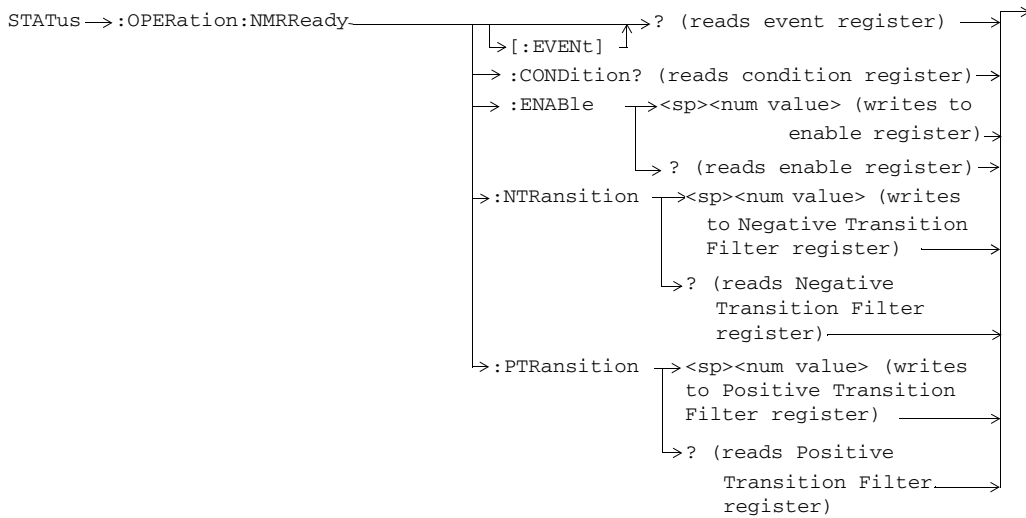 STATus :OPERation:NMRReady
? (reads event register)
[:EVENt]
:CONDition? (reads condition register)
:ENABle <sp><num value> (writes to
enable register)
? (reads enable register)
:NTRansition <sp><num value> (writes
to Negative Transition
Filter register)
? (reads Negative
Transition Filter
register)
:PTRansition <sp><num value> (writes
to Positive Transition
Filter register)
? (reads Positive
Transition Filter
register)